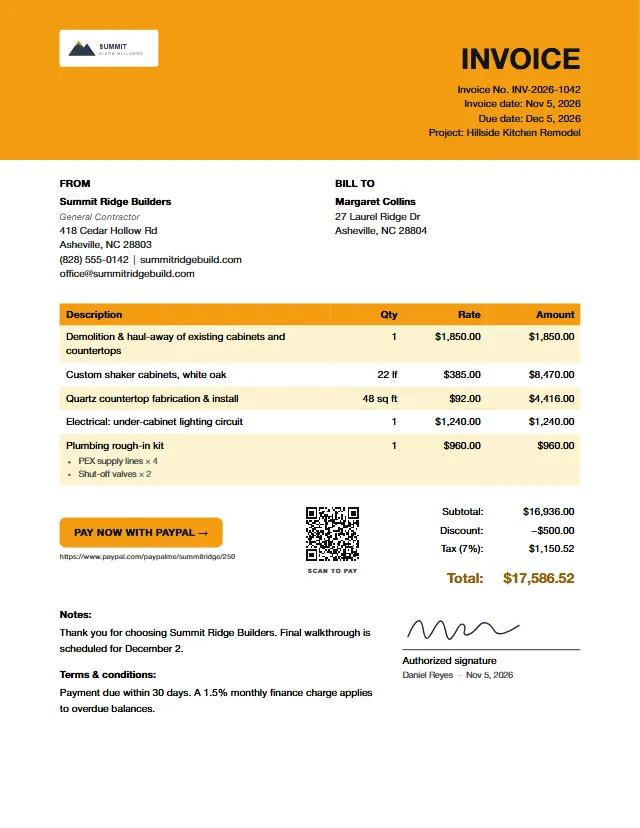 SUMMIT
RIDGE BUILDERS
INVOICE
Invoice No. INV-2026-1042
Invoice date: Nov 5, 2026
Due date: Dec 5, 2026
Project: Hillside Kitchen Remodel
FROM
Summit Ridge Builders
General Contractor
418 Cedar Hollow Rd
Asheville, NC 28803
(828) 555-0142 | summitridgebuild.com
office@summitridgebuild.com
BILL TO
Margaret Collins
27 Laurel Ridge Dr
Asheville, NC 28804
Description Qty Rate Amount
Demolition & haul-away of existing cabinets and 1 $1,850.00 $1,850.00
countertops
Custom shaker cabinets, white oak 22 lf $385.00 $8,470.00
Quartz countertop fabrication & install 48 sq ft $92.00 $4,416.00
Electrical: under-cabinet lighting circuit 1 $1,240.00 $1,240.00
Plumbing rough-in kit 1 $960.00 $960.00
• PEX supply lines × 4
• Shut-off valves × 2
PAY NOW WITH PAYPAL →
https://www.paypal.com/paypalme/summitridge/250
SCAN TO PAY
Subtotal: $16,936.00
Discount: –$500.00
Tax (7%): $1,150.52
Total: $17,586.52
Notes:
Thank you for choosing Summit Ridge Builders. Final walkthrough is
scheduled for December 2.
Terms & conditions:
Payment due within 30 days. A 1.5% monthly finance charge applies
to overdue balances.
Authorized signature
Daniel Reyes · Nov 5, 2026